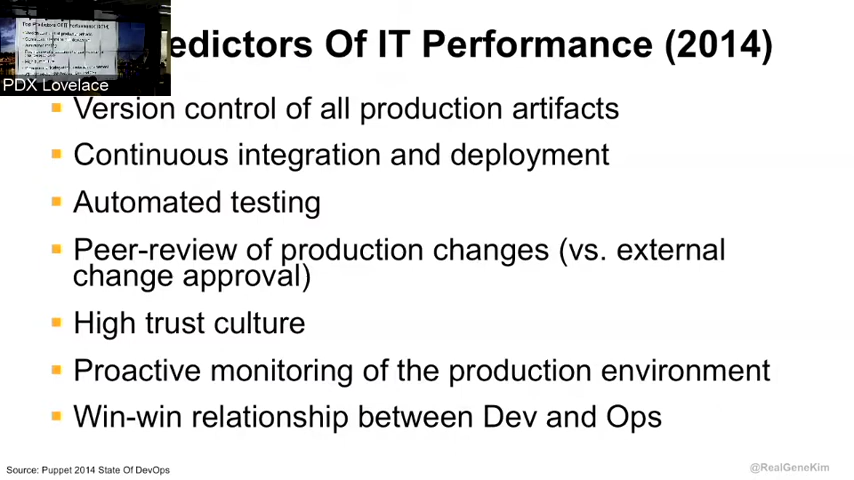 edictors Of IT Performance (2014)
PDX Lovelace
Version control of all production artifacts
Continuous integration and deployment
Automated testing
Peer-review of production changes (vs. external
change approval)
High trust culture
Proactive monitoring of the production environment
Win-win relationship between Dev and Ops
Source: Puppet 2014 State Of DevOps
@RealGeneKim